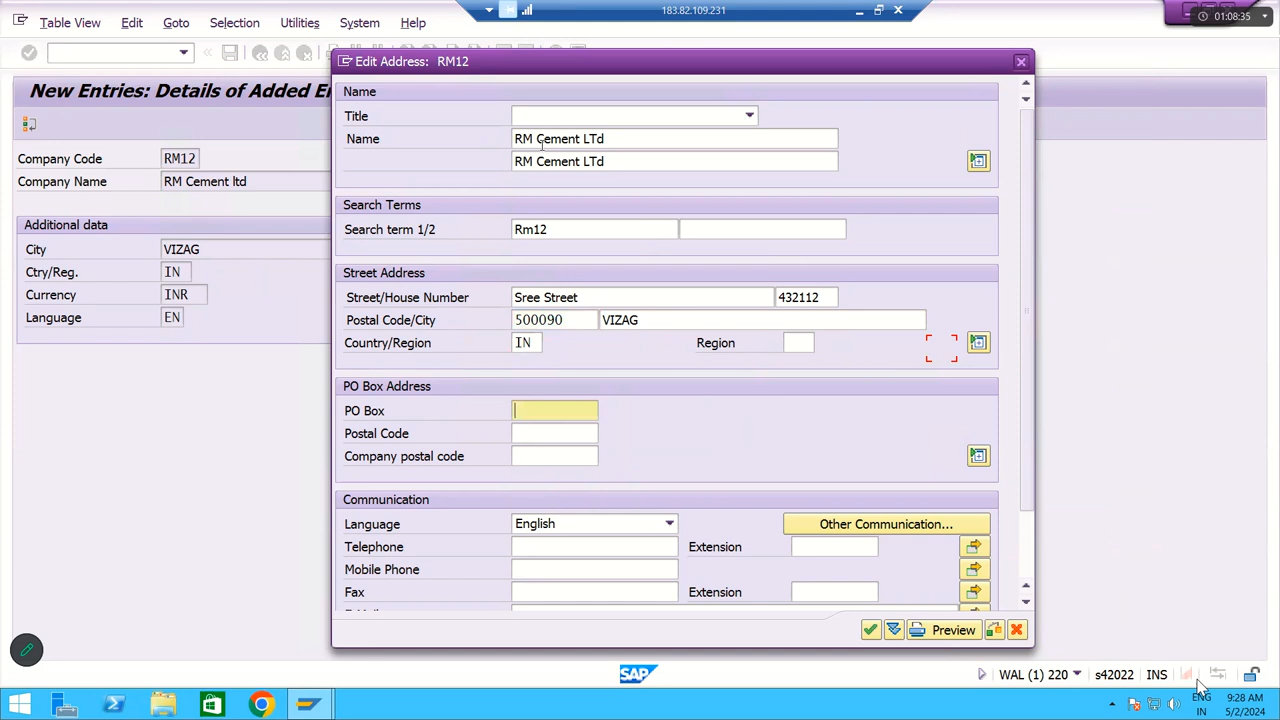 183.82.109.231
01:08:35
Table View Edit Goto Selection Utilities System Help
New Entries: Details of Added E
Edit Address: RM12
Name
Title
Name RM Cement LTd
RM Cement LTd
Company Code RM12
Company Name RM Cement ltd
Additional data
City VIZAG
Ctry/Reg. IN
Currency INR
Language EN
Search Terms
Search term 1/2 Rm12
Street Address
Street/House Number Sree Street 432112
Postal Code/City 500090 VIZAG
Country/Region IN Region
PO Box Address
PO Box
Postal Code
Company postal code
Communication
Language English Other Communication...
Telephone Extension
Mobile Phone
Fax Extension
Preview
SAP
WAL (1) 220 s42022 INS
ENG
IN
9:28 AM
5/2/2024